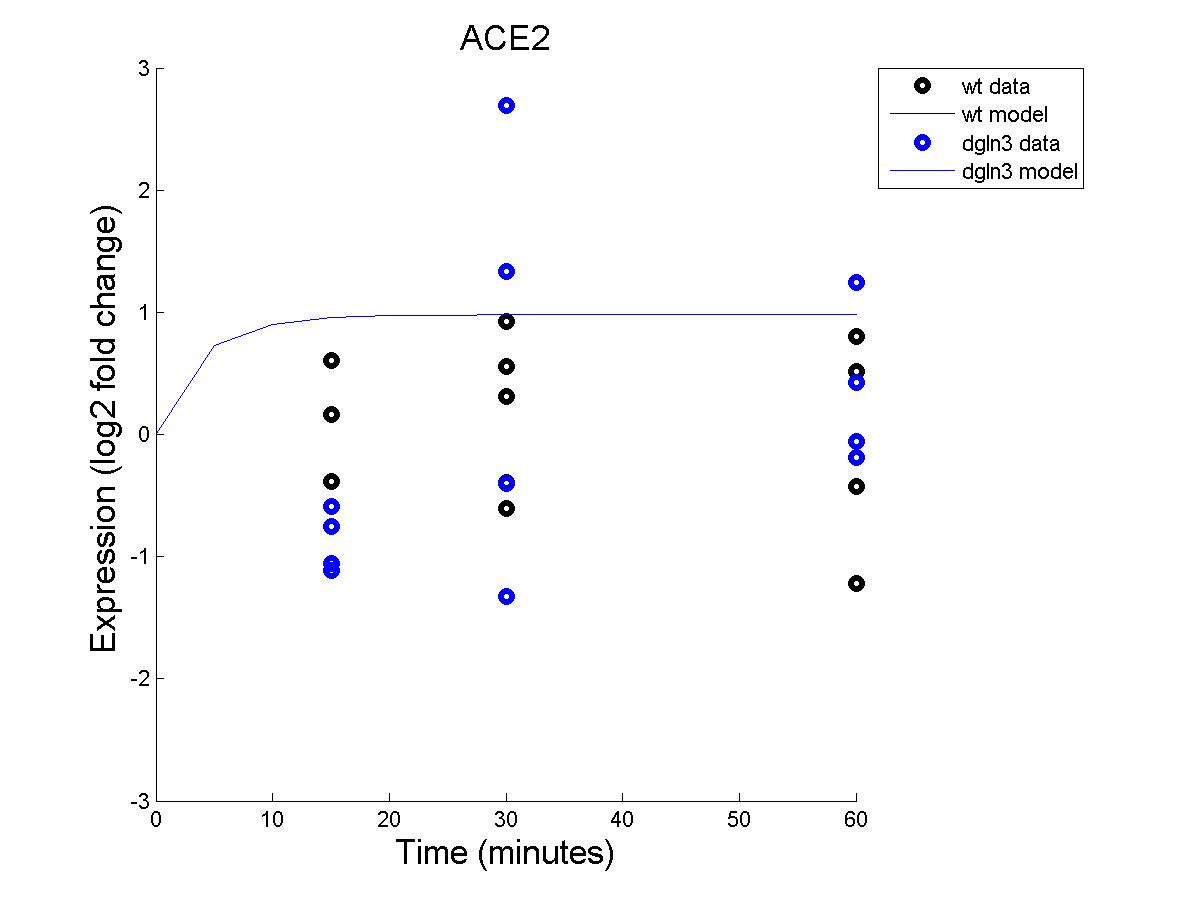 ACE2
wt data
wt model
dgln3 data
dgln3 model
Expression (log2 fold change)
3
2
1
0
-1
-2
-3
0 10 20 30 40 50 60
Time (minutes)